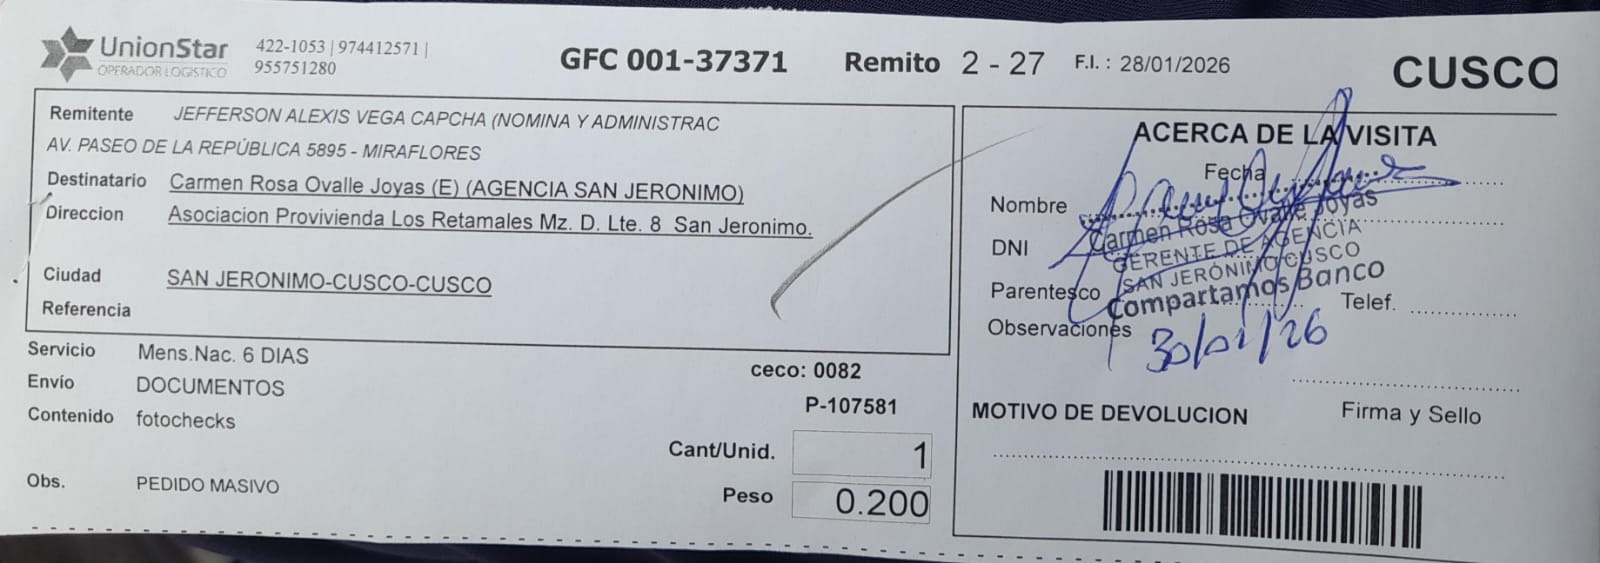 UnionStar
OPERADOR LOGÍSTICO
422-1053 | 974412571 |
955751280
GFC 001-37371
Remito 2 - 27
F.I. : 28/01/2026
CUSCO
Remitente JEFFERSON ALEXIS VEGA CAPCHA (NOMINA Y ADMINISTRAC
AV. PASEO DE LA REPÚBLICA 5895 - MIRAFLORES
Destinatario Carmen Rosa Ovalle Joyas (E) (AGENCIA SAN JERONIMO)
Direccion Asociacion Provivienda Los Retamales Mz. D. Lte. 8 San Jeronimo.
Ciudad SAN JERONIMO-CUSCO-CUSCO
Referencia
Servicio Mens.Nac. 6 DIAS
Envío DOCUMENTOS
Contenido fotochecks
Obs. PEDIDO MASIVO
ceco: 0082
P-107581
Cant/Unid. 1
Peso 0.200
ACERCA DE LA VISITA
Fecha
Nombre
DNI
Parentesco
Telef.
Observaciones
Carmen Rosa Ovalle Joyas
GERENTE DE AGENCIA
SAN JERÓNIMO CUSCO
Compartamos Banco
30/01/26
Firma y Sello
MOTIVO DE DEVOLUCION